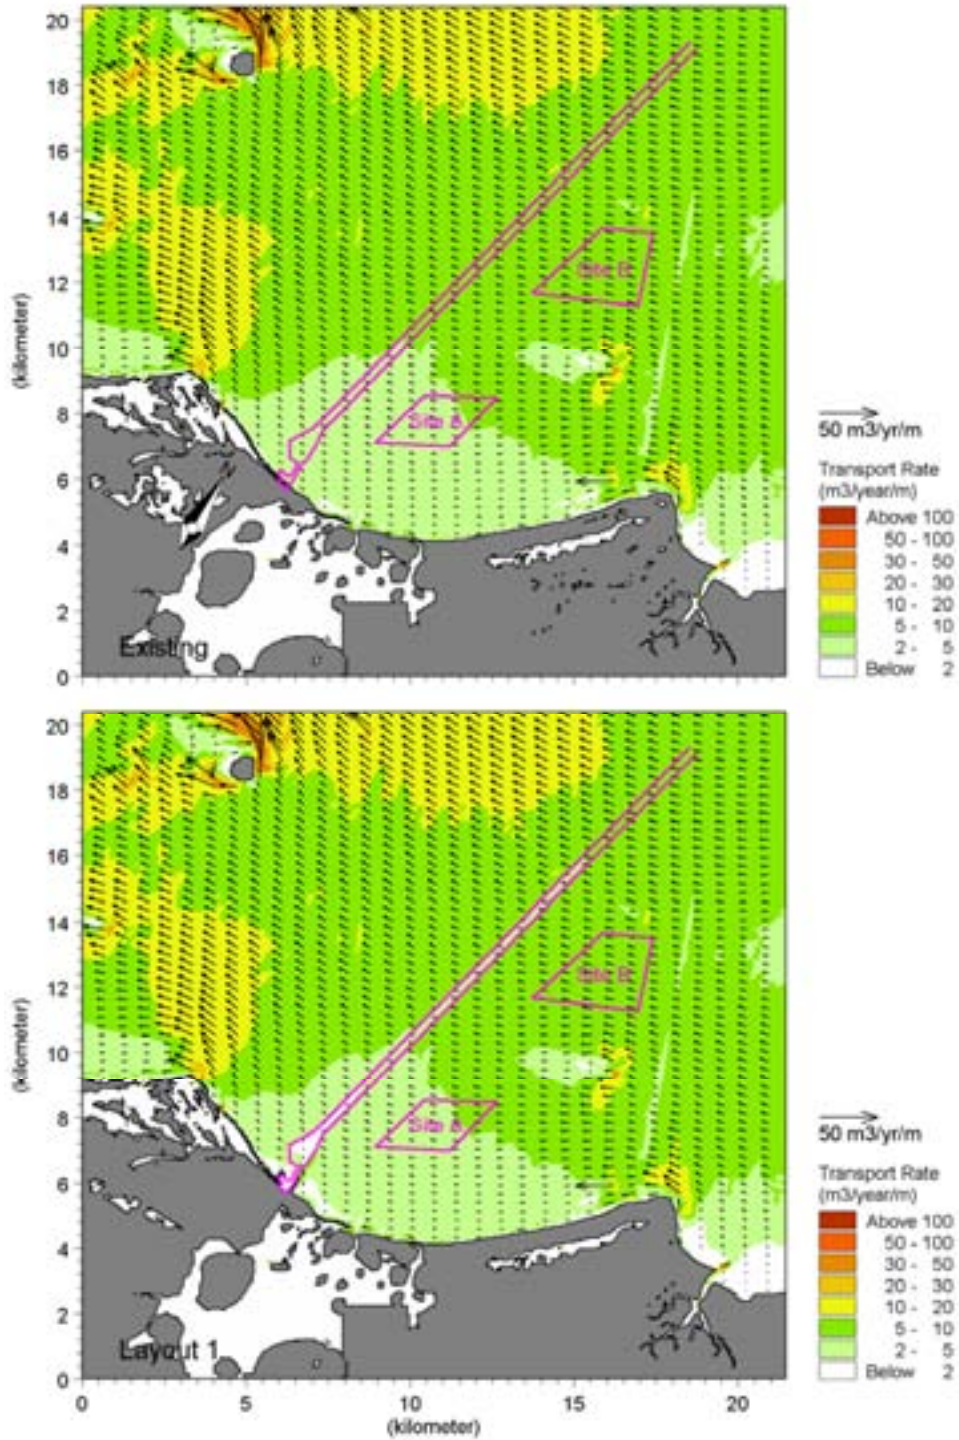 20
18
16
14
12
10
8
6
4
2
0
(kilometer)
Site B
Site A
Existing
50 m3/yr/m
Transport Rate
(m3/year/m)
Above 100
50 - 100
30 - 50
20 - 30
10 - 20
5 - 10
2 - 5
Below 2
20
18
16
14
12
10
8
6
4
2
0
(kilometer)
Site B
Site A
Layout 1
50 m3/yr/m
Transport Rate
(m3/year/m)
Above 100
50 - 100
30 - 50
20 - 30
10 - 20
5 - 10
2 - 5
Below 2
0 5 10 15 20
(kilometer)